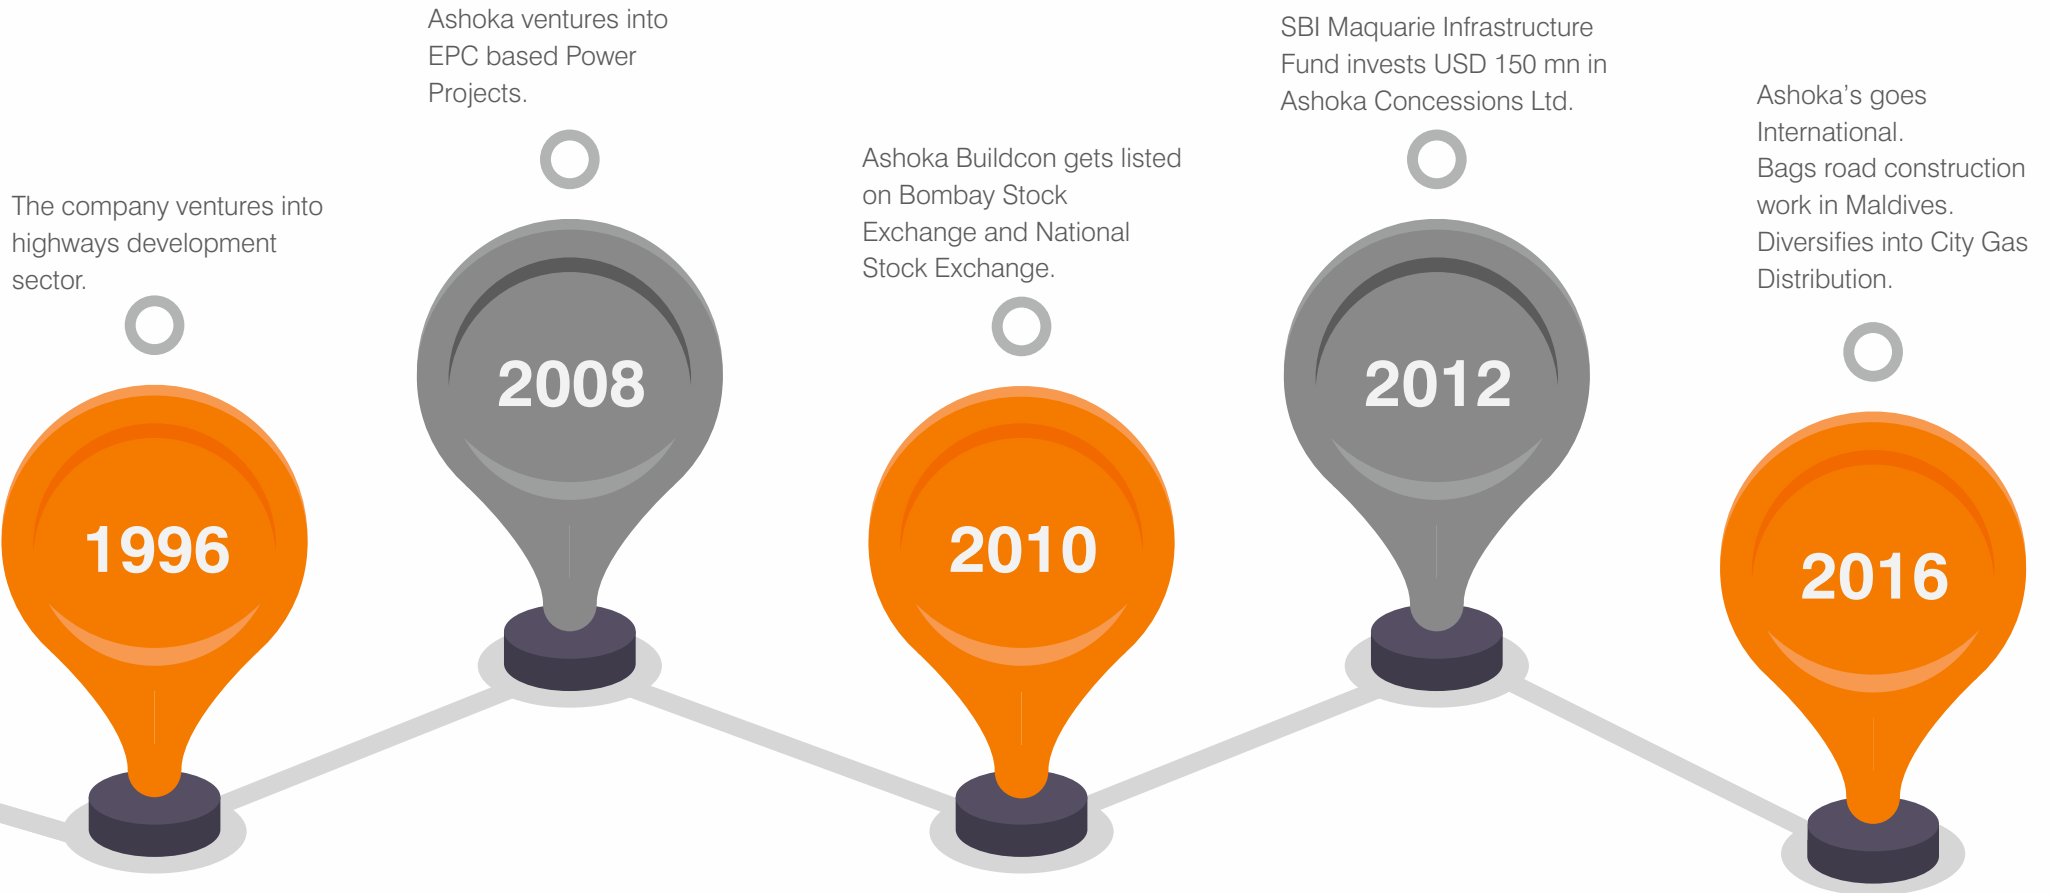 The company ventures into
highways development
sector.
1996
Ashoka ventures into
EPC based Power
Projects.
2008
Ashoka Buildcon gets listed
on Bombay Stock
Exchange and National
Stock Exchange.
2010
SBI Maquarie Infrastructure
Fund invests USD 150 mn in
Ashoka Concessions Ltd.
2012
Ashoka’s goes
International.
Bags road construction
work in Maldives.
Diversifies into City Gas
Distribution.
2016